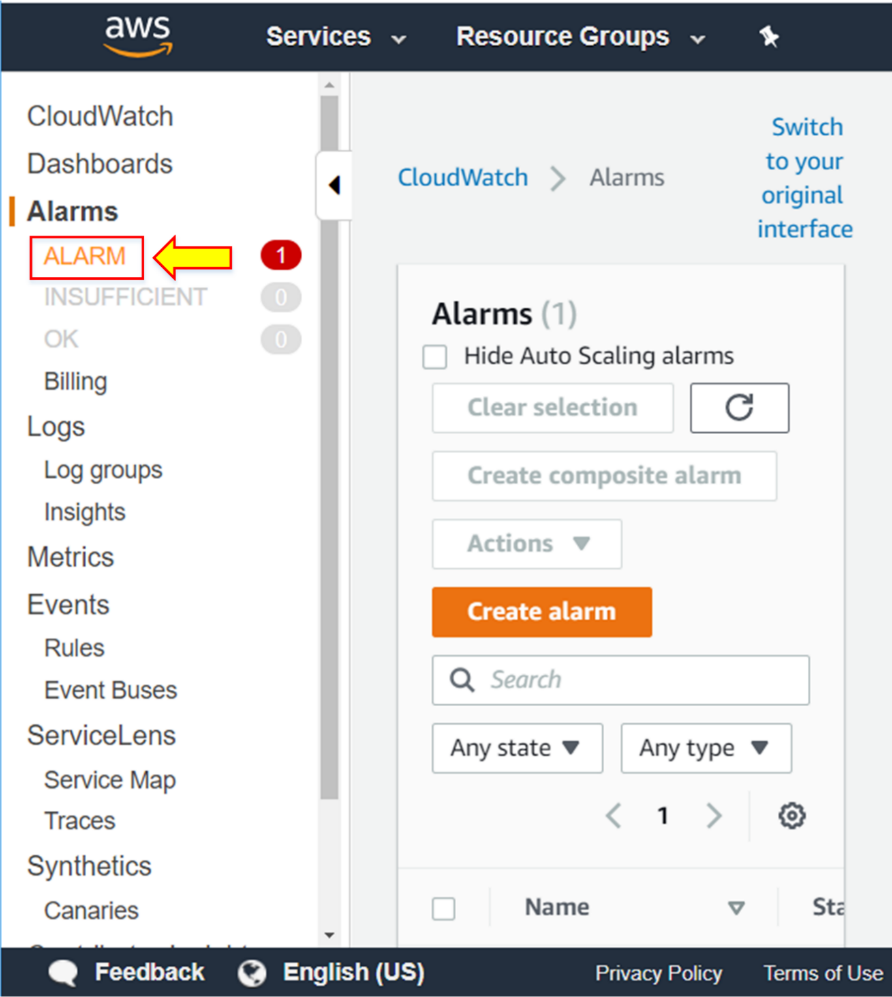 aws Services Resource Groups
CloudWatch
Dashboards
Alarms
ALARM 1
INSUFFICIENT 0
OK 0
Billing
Logs
Log groups
Insights
Metrics
Events
Rules
Event Buses
ServiceLens
Service Map
Traces
Synthetics
Canaries
CloudWatch > Alarms
Switch
to your
original
interface
Alarms (1)
Hide Auto Scaling alarms
Clear selection
Create composite alarm
Actions
Create alarm
Search
Any state Any type
< 1 >
Name
Feedback English (US) Privacy Policy Terms of Use